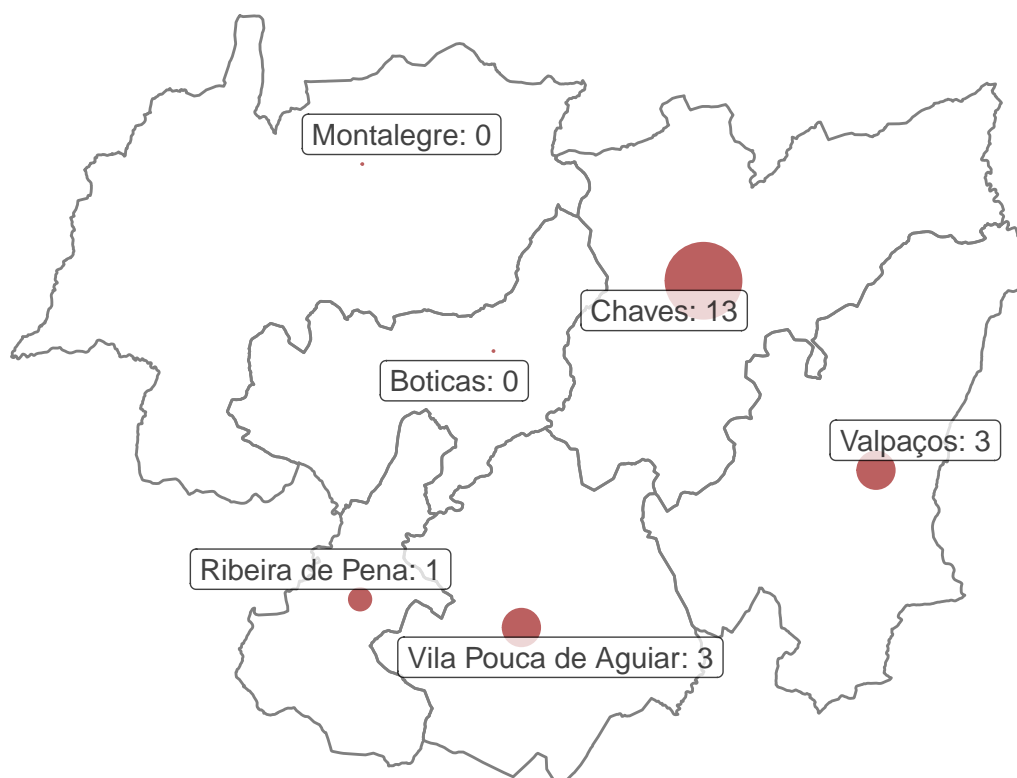 Montalegre: 0
Chaves: 13
Boticas: 0
Valpaços: 3
Ribeira de Pena: 1
Vila Pouca de Aguiar: 3